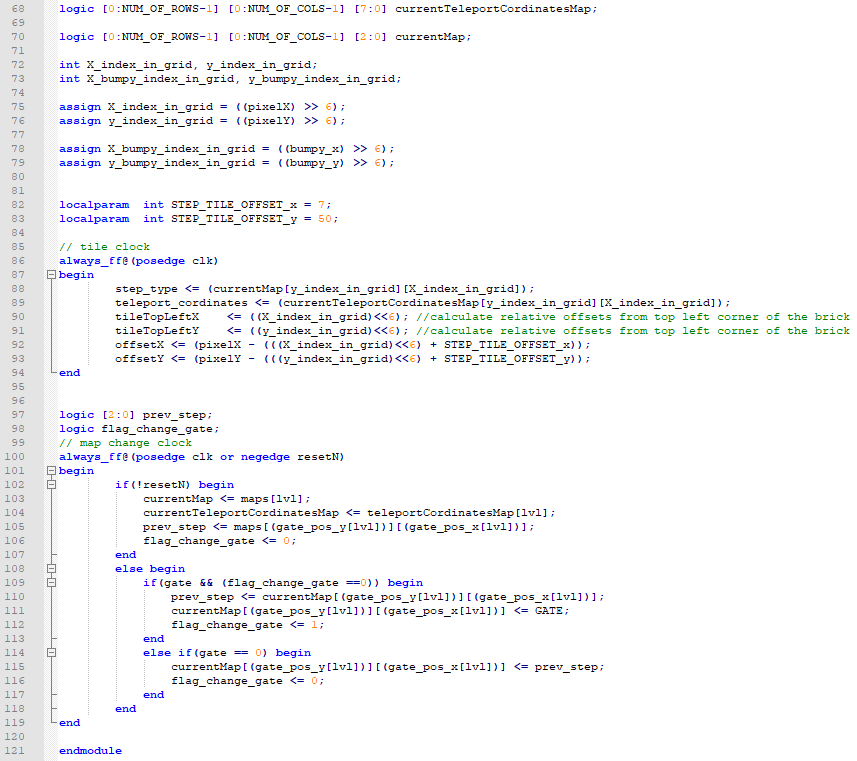 68 logic [0:NUM_OF_ROWS-1] [0:NUM_OF_COLS-1] [7:0] currentTeleportCordinatesMap;
69
70 logic [0:NUM_OF_ROWS-1] [0:NUM_OF_COLS-1] [2:0] currentMap;
71
72 int X_index_in_grid, y_index_in_grid;
73 int X_bumpy_index_in_grid, y_bumpy_index_in_grid;
74
75 assign X_index_in_grid = ((pixelX) >> 6);
76 assign y_index_in_grid = ((pixelY) >> 6);
77
78 assign X_bumpy_index_in_grid = ((bumpy_x) >> 6);
79 assign y_bumpy_index_in_grid = ((bumpy_y) >> 6);
80
81
82 localparam  int STEP_TILE_OFFSET_x = 7;
83 localparam  int STEP_TILE_OFFSET_y = 50;
84
85 // tile clock
86 always_ff@(posedge clk)
87 begin
88         step_type <= (currentMap[y_index_in_grid][X_index_in_grid]);
89         teleport_cordinates <= (currentTeleportCordinatesMap[y_index_in_grid][X_index_in_grid]);
90         tileTopLeftX    <= ((X_index_in_grid)<<6); //calculate relative offsets from top left corner of the brick
91         tileTopLeftY    <= ((y_index_in_grid)<<6); //calculate relative offsets from top left corner of the brick
92         offsetX <= (pixelX - (((X_index_in_grid)<<6) + STEP_TILE_OFFSET_x));
93         offsetY <= (pixelY - (((y_index_in_grid)<<6) + STEP_TILE_OFFSET_y));
94 end
95
96
97 logic [2:0] prev_step;
98 logic flag_change_gate;
99 // map change clock
100 always_ff@(posedge clk or negedge resetN)
101 begin
102         if(!resetN) begin
103             currentMap <= maps[lvl];
104             currentTeleportCordinatesMap <= teleportCordinatesMap[lvl];
105             prev_step <= maps[(gate_pos_y[lvl])][(gate_pos_x[lvl])];
106             flag_change_gate <= 0;
107         end
108         else begin
109             if(gate && (flag_change_gate ==0)) begin
110                 prev_step <= currentMap[(gate_pos_y[lvl])][(gate_pos_x[lvl])];
111                 currentMap[(gate_pos_y[lvl])][(gate_pos_x[lvl])] <= GATE;
112                 flag_change_gate <= 1;
113             end
114             else if(gate == 0) begin
115                 currentMap[(gate_pos_y[lvl])][(gate_pos_x[lvl])] <= prev_step;
116                 flag_change_gate <= 0;
117             end
118         end
119 end
120
121 endmodule